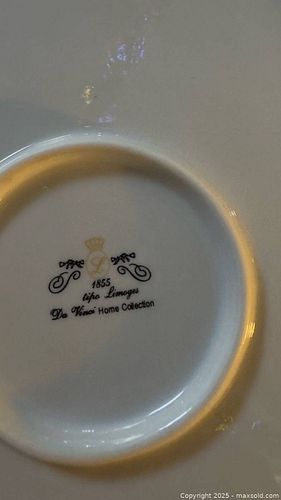 L
1855
tipo Limoges
Da Vinci Home Collection
Copyright © 2025 - maxsold.com